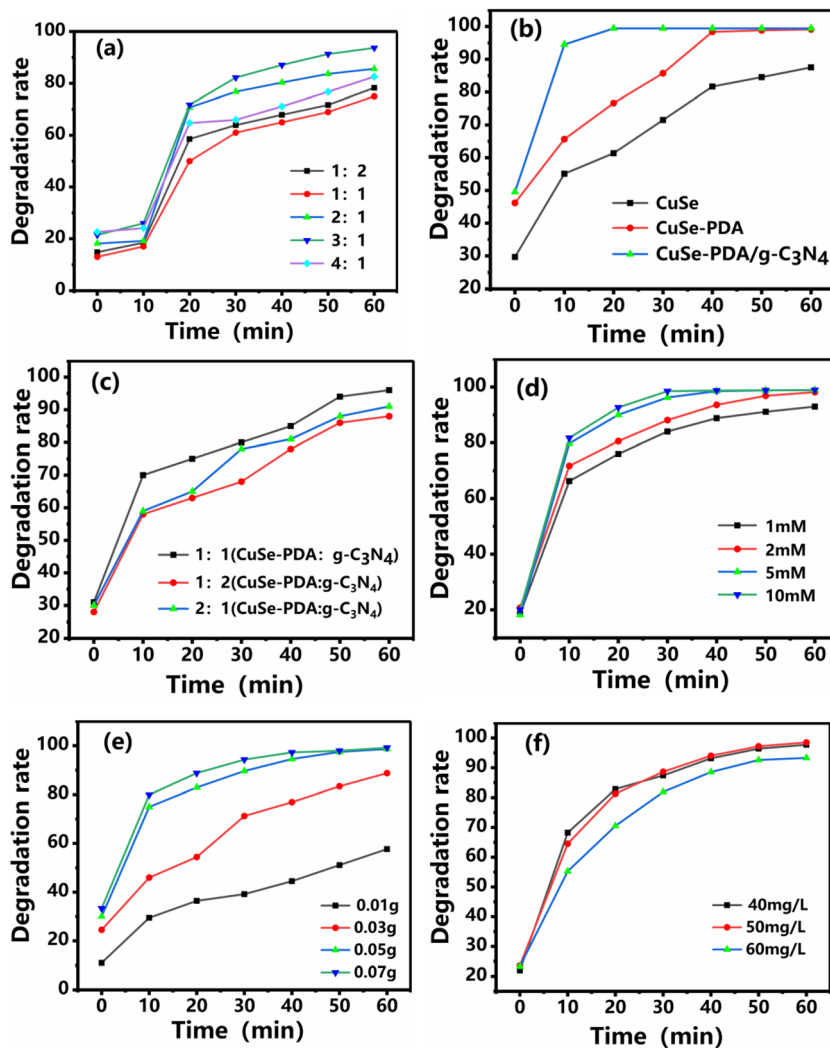 (a)
Degradation rate
100
80
60
40
20
0
1：2
1：1
2：1
3：1
4：1
0 10 20 30 40 50 60
Time（min）
(b)
Degradation rate
100
90
80
70
60
50
40
30
20
CuSe
CuSe-PDA
CuSe-PDA/g-C₃N₄
0 10 20 30 40 50 60
Time（min）
(c)
Degradation rate
100
90
80
70
60
50
40
30
20
1：1(CuSe-PDA：g-C₃N₄)
1：2(CuSe-PDA:g-C₃N₄)
2：1(CuSe-PDA:g-C₃N₄)
0 10 20 30 40 50 60
Time（min）
(d)
Degradation rate
100
80
60
40
20
1mM
2mM
5mM
10mM
0 10 20 30 40 50 60
Time（min）
(e)
Degradation rate
100
80
60
40
20
0
0.01g
0.03g
0.05g
0.07g
0 10 20 30 40 50 60
Time（min）
(f)
Degradation rate
100
90
80
70
60
50
40
30
20
40mg/L
50mg/L
60mg/L
0 10 20 30 40 50 60
Time（min）